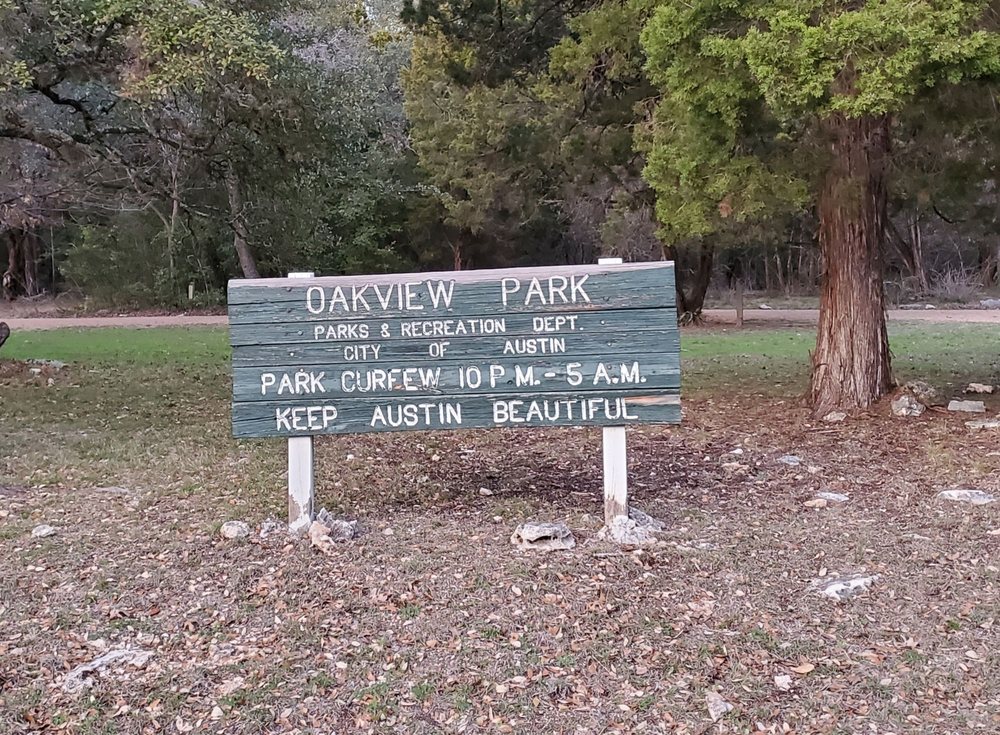 OAKVIEW PARK
PARKS & RECREATION DEPT.
CITY OF AUSTIN
PARK CURFEW 10 P M. - 5 A.M.
KEEP AUSTIN BEAUTIFUL